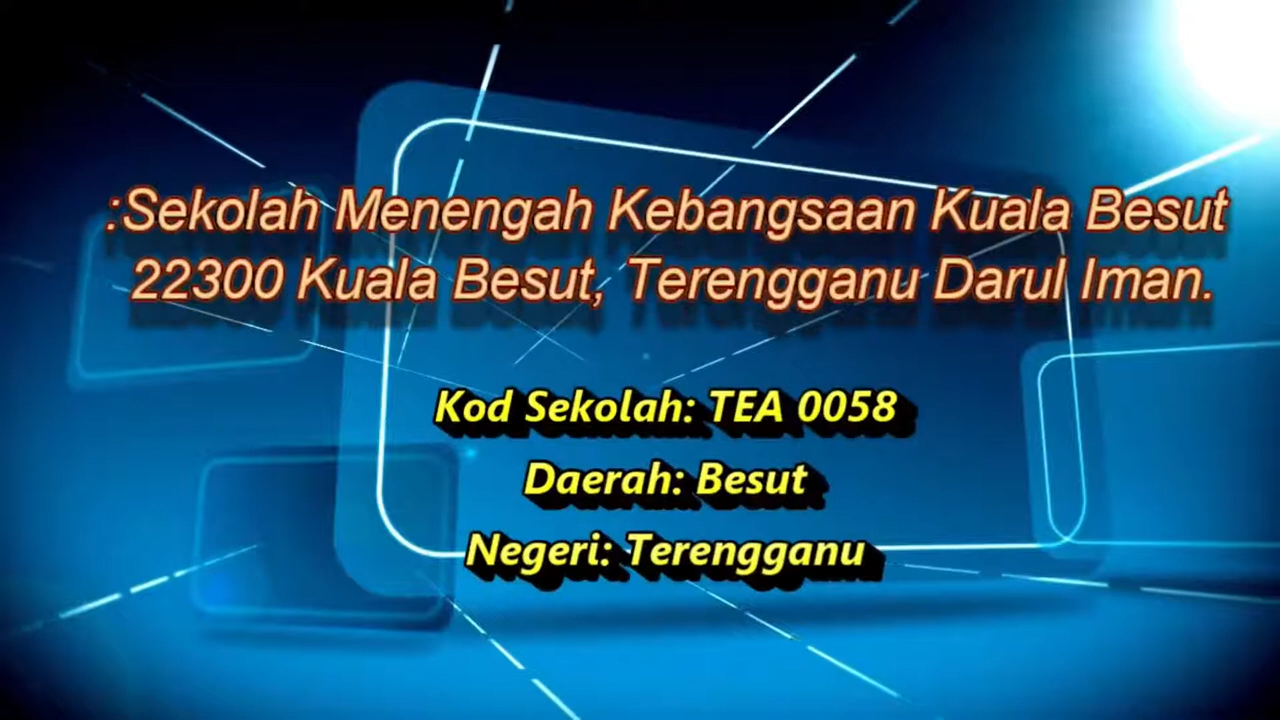 :Sekolah Menengah Kebangsaan Kuala Besut
22300 Kuala Besut, Terengganu Darul Iman.
Kod Sekolah: TEA 0058
Daerah: Besut
Negeri: Terengganu